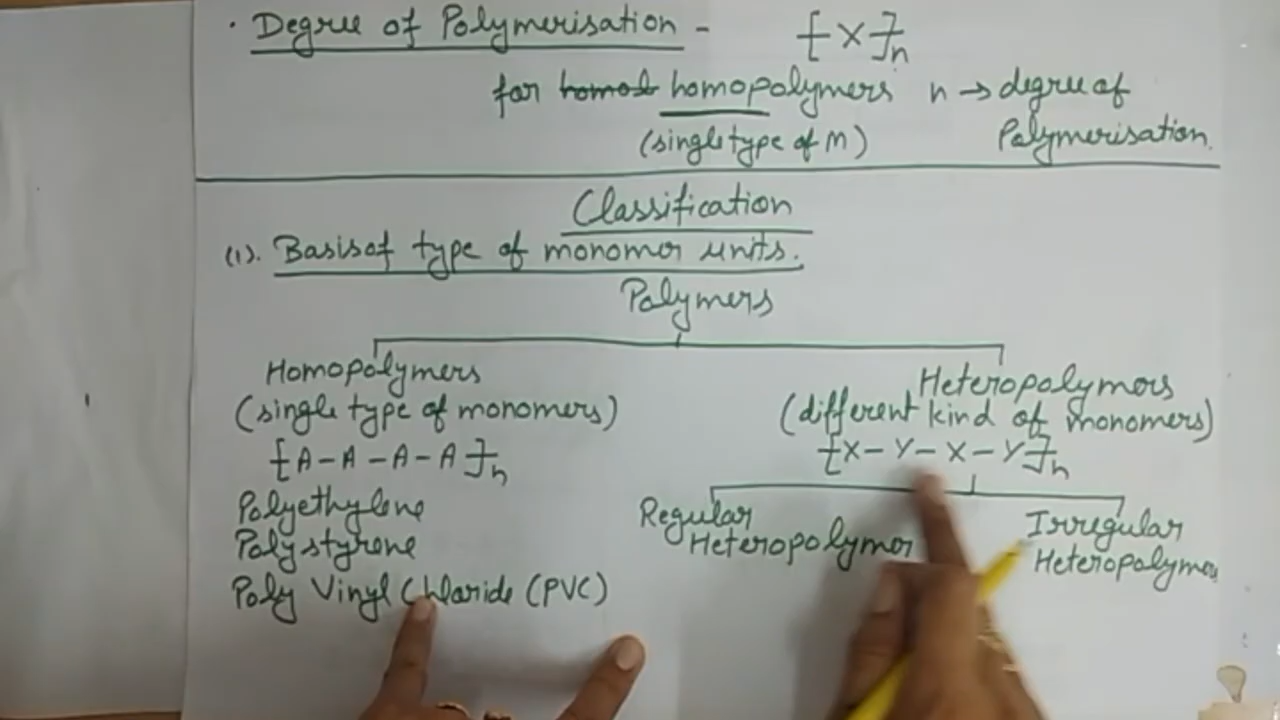 · Degree of Polymerisation - [X]n
for homob homopolymers n → degree of
(single type of M) Polymerisation.
Classification
(1). Basis of type of monomer units.
Polymers
Homopolymers Heteropolymers
(single type of monomers) (different kind of monomers)
[A-A-A-A]n [X-Y-X-Y]n
Polyethylene Regular Irregular
Polystyrene Heteropolymer Heteropolymer
Poly Vinyl Chloride (PVC)